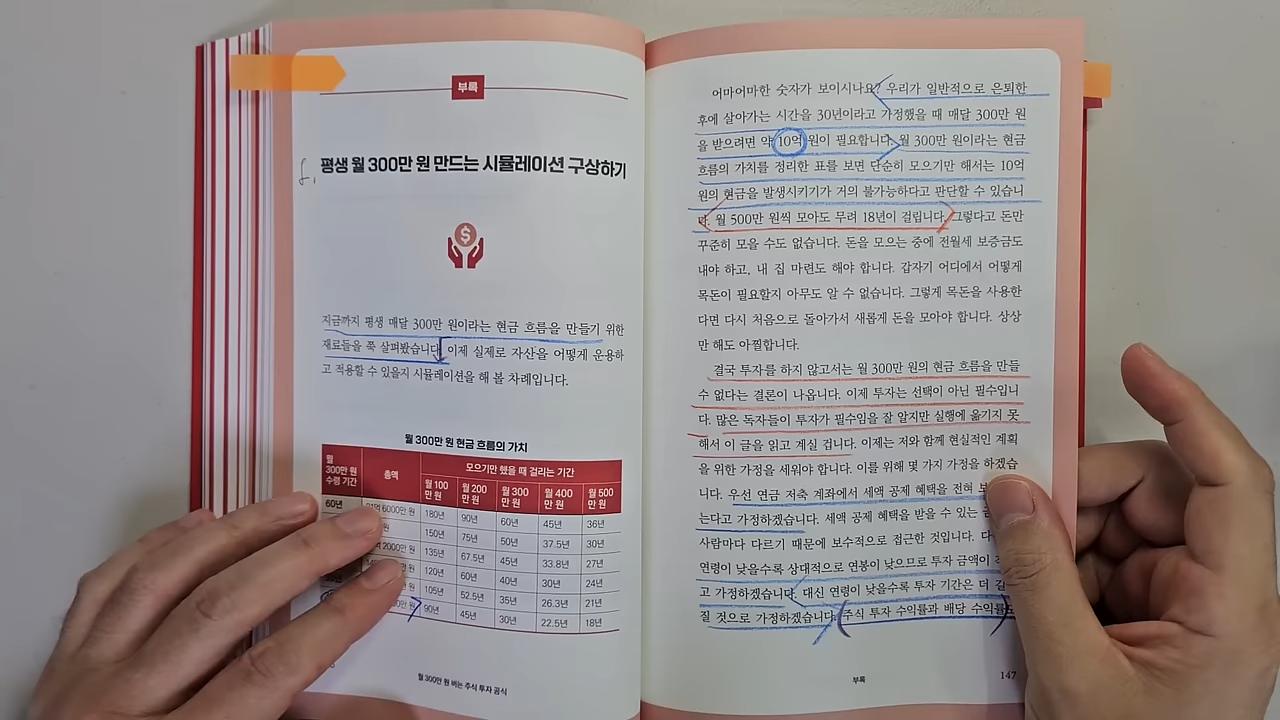 부록
평생 월 300만 원 만드는 시뮬레이션 구상하기
지금까지 평생 매달 300만 원이라는 현금 흐름을 만들기 위한
재료들을 쭉 살펴봤습니다. 이제 실제로 자산을 어떻게 운용하
고 적용할 수 있을지 시뮬레이션을 해 볼 차례입니다.
월 300만 원 현금 흐름의 가치
월 300만 원 수령 기간 총액 모으기만 했을 때 걸리는 기간
월 100만 원 월 200만 원 월 300만 원 월 400만 원 월 500만 원
60년 6000만 원 180년 90년 60년 45년 36년
150년 75년 50년 37.5년 30년
2000만 원 135년 67.5년 45년 33.8년 27년
120년 60년 40년 30년 24년
105년 52.5년 35년 26.3년 21년
90년 45년 30년 22.5년 18년
월 300만 원 버는 주식 투자 공식
어마어마한 숫자가 보이시나요? 우리가 일반적으로 은퇴한
후에 살아가는 시간을 30년이라고 가정했을 때 매달 300만 원
을 받으려면 약 10억 원이 필요합니다. 월 300만 원이라는 현금
흐름의 가치를 정리한 표를 보면 단순히 모으기만 해서는 10억
원의 현금을 발생시키기가 거의 불가능하다고 판단할 수 있습니
다. 월 500만 원씩 모아도 무려 18년이 걸립니다. 그렇다고 돈만
꾸준히 모을 수도 없습니다. 돈을 모으는 중에 전월세 보증금도
내야 하고, 내 집 마련도 해야 합니다. 갑자기 어디에서 어떻게
목돈이 필요할지 아무도 알 수 없습니다. 그렇게 목돈을 사용한
다면 다시 처음으로 돌아가서 새롭게 돈을 모아야 합니다. 상상
만 해도 아찔합니다.
결국 투자를 하지 않고서는 월 300만 원의 현금 흐름을 만들
수 없다는 결론이 나옵니다. 이제 투자는 선택이 아닌 필수입니
다. 많은 독자들이 투자가 필수임을 잘 알지만 실행에 옮기지 못
해서 이 글을 읽고 계실 겁니다. 이제는 저와 함께 현실적인 계획
을 위한 가정을 세워야 합니다. 이를 위해 몇 가지 가정을 하겠습
니다. 우선 연금 저축 계좌에서 세액 공제 혜택을 전혀
는다고 가정하겠습니다. 세액 공제 혜택을 받을 수 있는
사람마다 다르기 때문에 보수적으로 접근한 것입니다.
연령이 낮을수록 상대적으로 연봉이 낮으므로 투자 금액이
고 가정하겠습니다. 대신 연령이 낮을수록 투자 기간은 더
질 것으로 가정하겠습니다. 주식 투자 수익률과 배당 수익률
부록
147